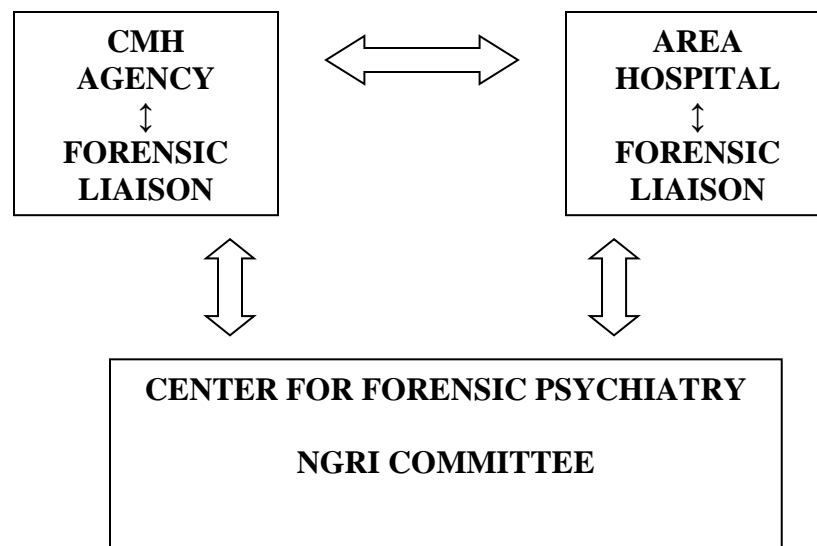 CMH
AGENCY
↕
FORENSIC
LIAISON
AREA
HOSPITAL
↕
FORENSIC
LIAISON
CENTER FOR FORENSIC PSYCHIATRY
NGRI COMMITTEE